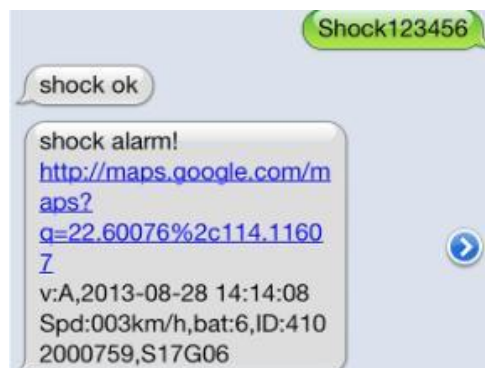 Shock123456
shock ok
shock alarm!
http://maps.google.com/m
aps?
q=22.60076%2c114.1160
7
v:A,2013-08-28 14:14:08
Spd:003km/h,bat:6,ID:410
2000759,S17G06